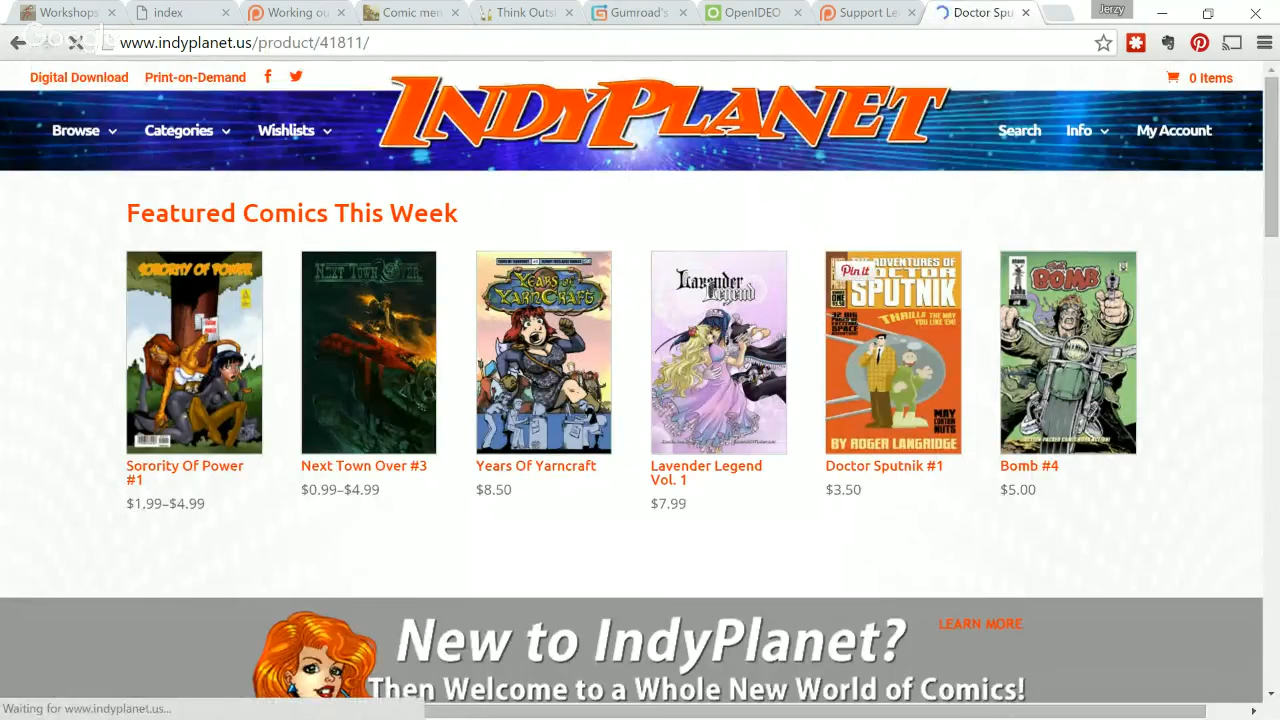 Workshops
index
Working ou
Comic men
Think Outsi
Gumroad's
OpenIDEO
Support Le
Doctor Spu
Jerzy
Google
www.indyplanet.us/product/41811/
Digital Download
Print-on-Demand
0 Items
INDYPLANET
Browse
Categories
Wishlists
Search
Info
My Account
Featured Comics This Week
SORORITY OF POWER
NEXT TOWN OVER
YEARS OF
YARNCRAFT
Lavender
Legend
Pin it
THE ADVENTURES OF
DOCTOR
SPUTNIK
THRILLS THE WAY
YOU LIKE 'EM!
MAY
CONTAIN
NUTS
BY ROGER LANGRIDGE
BOMB
Sorority Of Power
#1
$1.99–$4.99
Next Town Over #3
$0.99–$4.99
Years Of Yarncraft
$8.50
Lavender Legend
Vol. 1
$7.99
Doctor Sputnik #1
$3.50
Bomb #4
$5.00
New to IndyPlanet?
LEARN MORE
Then Welcome to a Whole New World of Comics!
Waiting for www.indyplanet.us...